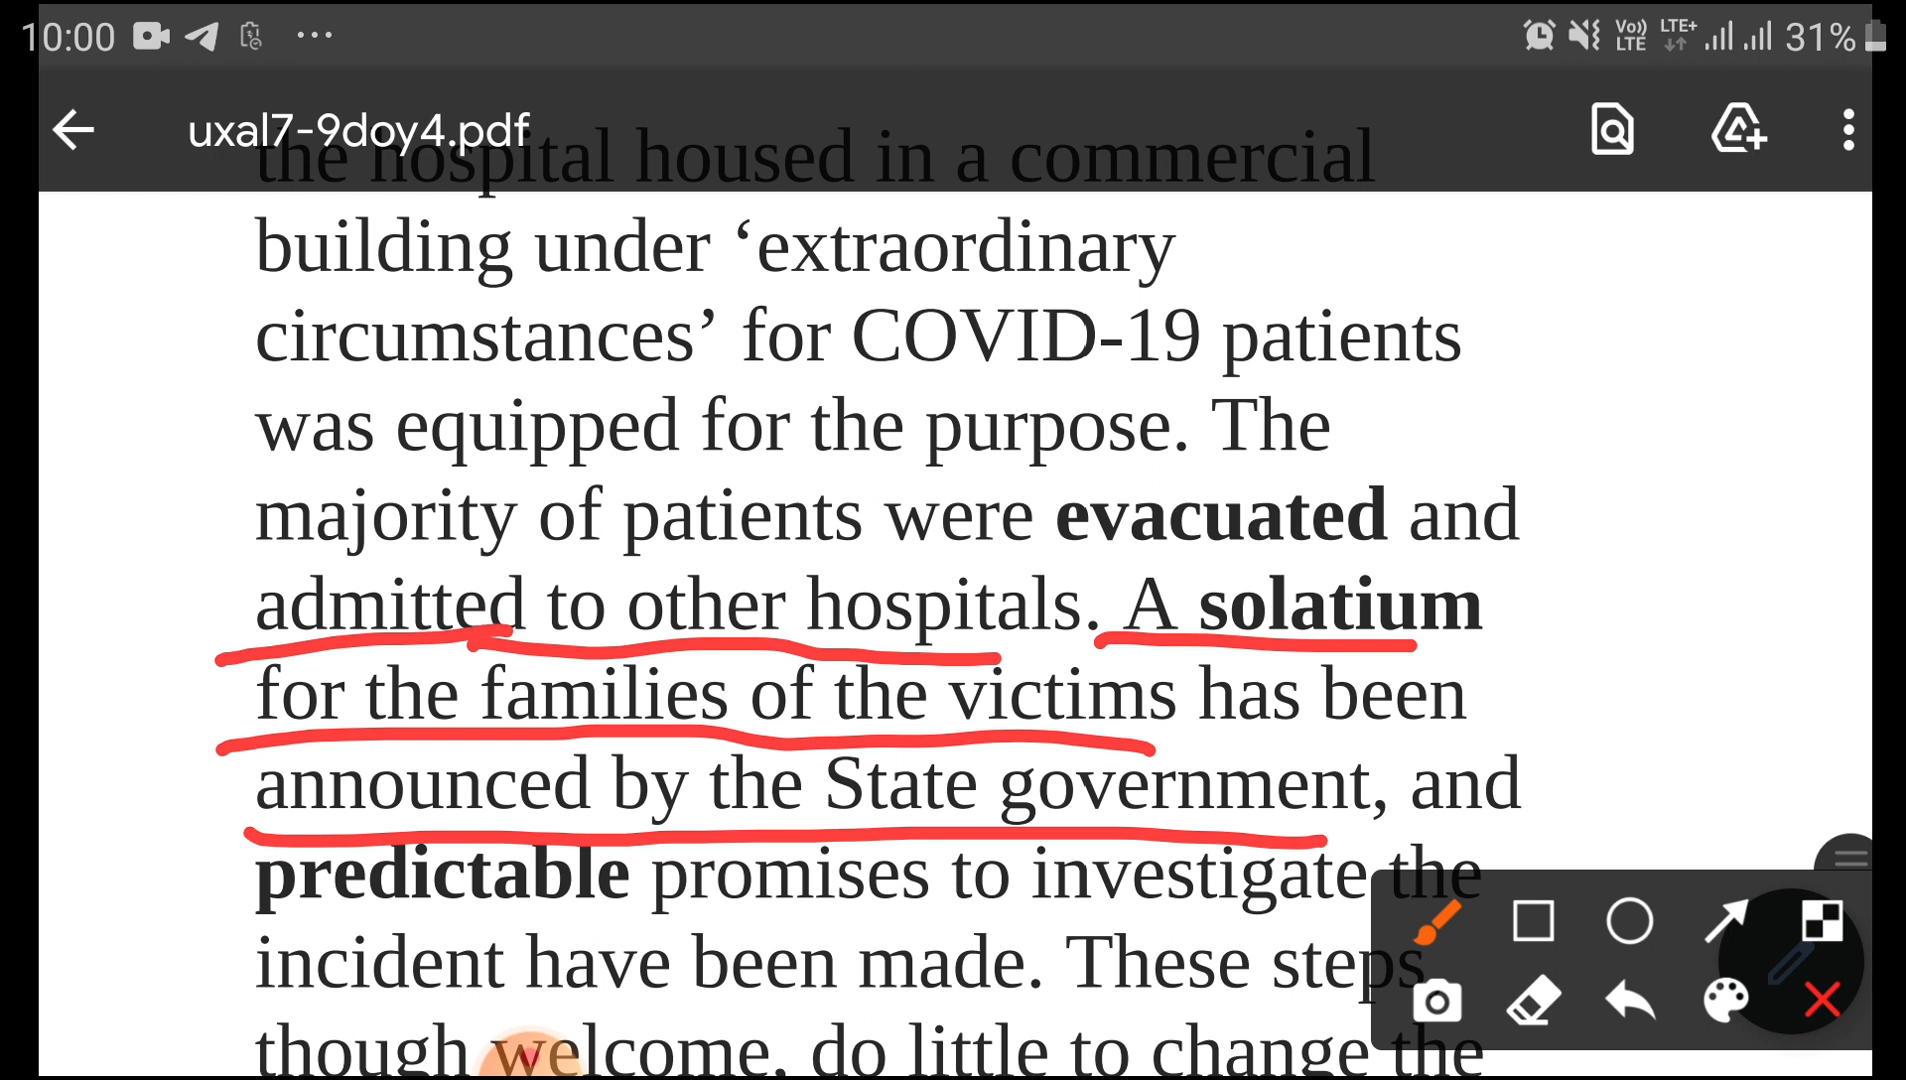 10:00
Vo)) LTE LTE+ 31%
uxal7-9doy4.pdf
the hospital housed in a commercial
building under ‘extraordinary
circumstances’ for COVID-19 patients
was equipped for the purpose. The
majority of patients were evacuated and
admitted to other hospitals. A solatium
for the families of the victims has been
announced by the State government, and
predictable promises to investigate the
incident have been made. These steps
though welcome, do little to change the